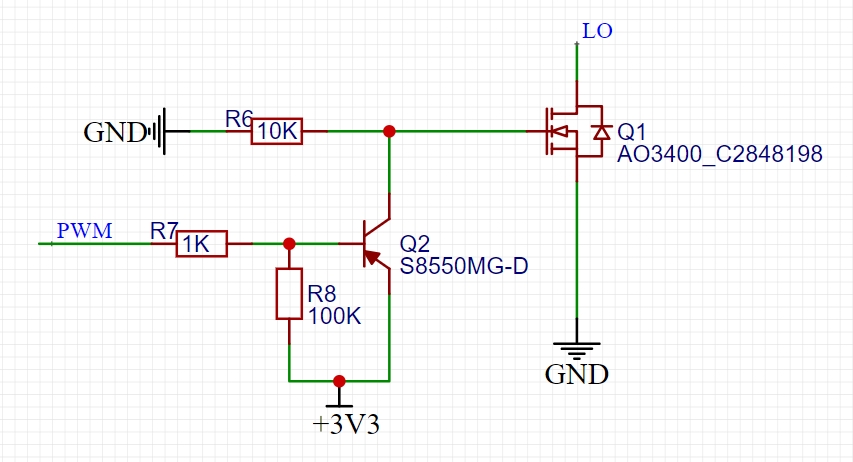 LO
R6
10K
GND
Q1
AO3400_C2848198
PWM
R7
1K
Q2
S8550MG-D
R8
100K
GND
+3V3